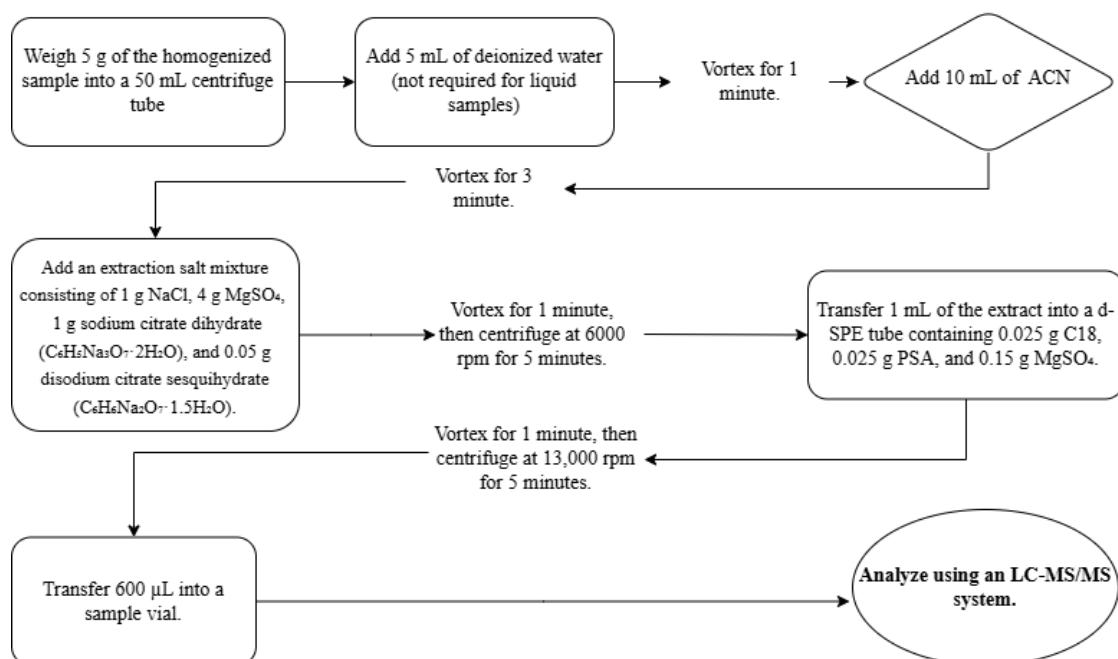 Weigh 5 g of the homogenized
sample into a 50 mL centrifuge
tube
Add 5 mL of deionized water
(not required for liquid
samples)
Vortex for 1
minute.
Add 10 mL of ACN
Vortex for 3
minute.
Add an extraction salt mixture
consisting of 1 g NaCl, 4 g MgSO₄,
1 g sodium citrate dihydrate
(C₆H₅Na₃O₇·2H₂O), and 0.05 g
disodium citrate sesquihydrate
(C₆H₆Na₂O₇·1.5H₂O).
Vortex for 1 minute,
then centrifuge at 6000
rpm for 5 minutes.
Transfer 1 mL of the extract into a d-
SPE tube containing 0.025 g C18,
0.025 g PSA, and 0.15 g MgSO₄.
Vortex for 1 minute, then
centrifuge at 13,000 rpm
for 5 minutes.
Transfer 600 µL into a
sample vial.
Analyze using an LC-MS/MS
system.